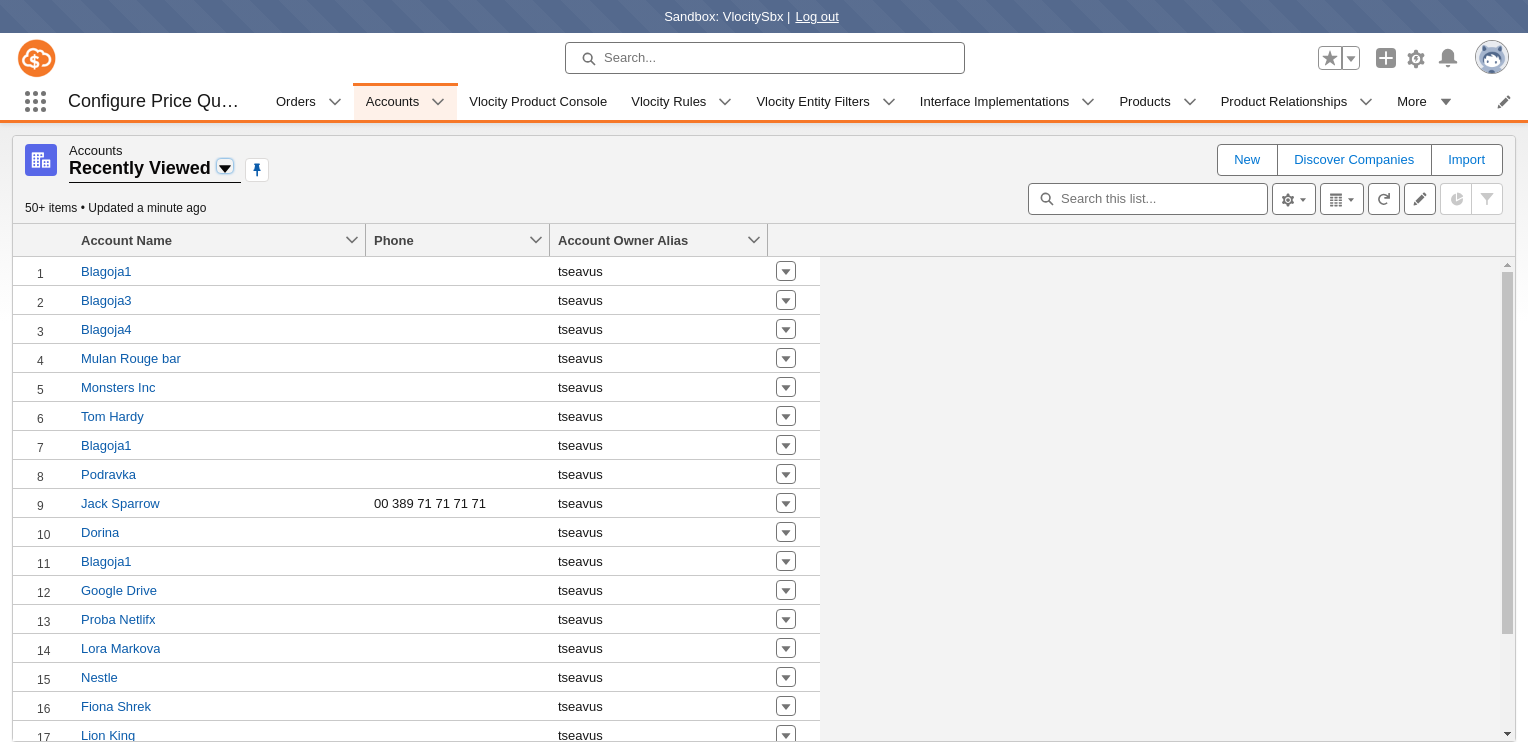 Sandbox: VlocitySbx | Log out
Search...
Configure Price Qu...
Orders
Accounts
Vlocity Product Console
Vlocity Rules
Vlocity Entity Filters
Interface Implementations
Products
Product Relationships
More
Accounts
Recently Viewed
New
Discover Companies
Import
50+ items • Updated a minute ago
Search this list...
Account Name Phone Account Owner Alias
1 Blagoja1 tseavus
2 Blagoja3 tseavus
3 Blagoja4 tseavus
4 Mulan Rouge bar tseavus
5 Monsters Inc tseavus
6 Tom Hardy tseavus
7 Blagoja1 tseavus
8 Podravka tseavus
9 Jack Sparrow 00 389 71 71 71 71 tseavus
10 Dorina tseavus
11 Blagoja1 tseavus
12 Google Drive tseavus
13 Proba Netlifx tseavus
14 Lora Markova tseavus
15 Nestle tseavus
16 Fiona Shrek tseavus
17 Lion King tseavus